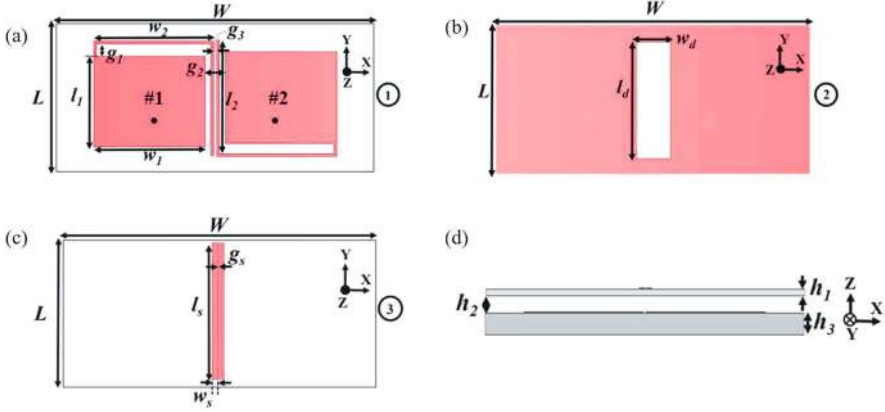 (a)
W
w2
g3
Y
X
Z
g1
g2
l1
l2
L
#1
#2
w1
1
(b)
W
wd
Y
X
Z
ld
L
2
(c)
W
gs
Y
X
Z
ls
L
ws
3
(d)
h1
h2
h3
Z
X
Y